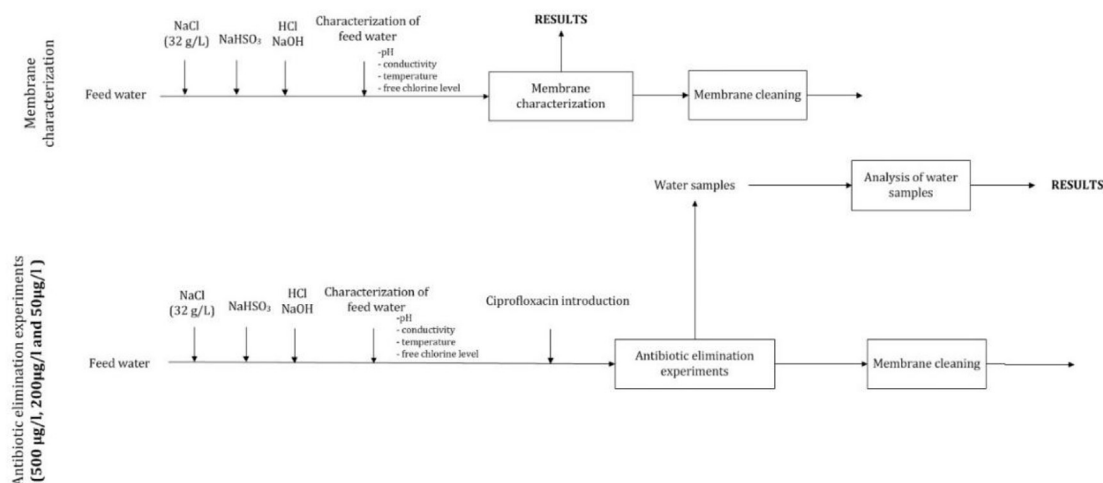 Membrane
characterization
NaCl
(32 g/L)
NaHSO₃
HCl
NaOH
Characterization of
feed water
-pH
- conductivity
- temperature
- free chlorine level
Feed water
RESULTS
Membrane
characterization
Membrane cleaning
Water samples
Analysis of water
samples
RESULTS
Antibiotic elimination experiments
(500 µg/l, 200µg/l and 50µg/l )
NaCl
(32 g/L)
NaHSO₃
HCl
NaOH
Characterization of
feed water
-pH
- conductivity
- temperature
- free chlorine level
Ciprofloxacin introduction
Feed water
Antibiotic elimination
experiments
Membrane cleaning